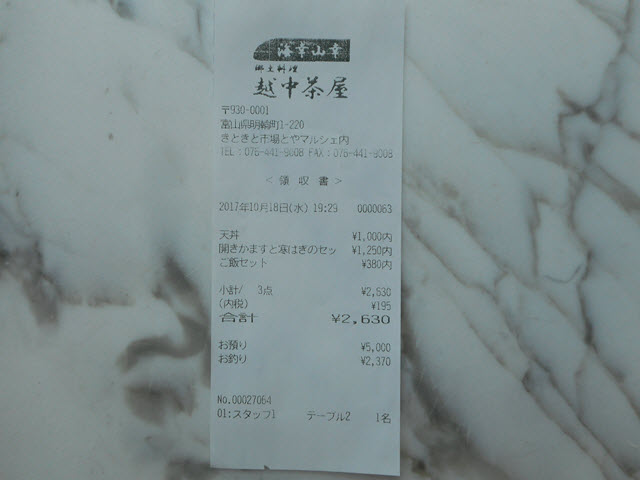 海幸山幸
郷土料理
越中茶屋
〒930-0001
富山県明輪町1-220
きときと市場とやマルシェ内
TEL:076-441-9008 FAX:076-441-9008
<領 収 書>
2017年10月18日(水) 19:29 0000063
天丼 ¥1,000内
開きかますと寒はぎのセッ ¥1,250内
ご飯セット ¥380内
小計/ 3点 ¥2,630
(内税) ¥195
合計 ¥2,630
お預り ¥5,000
お釣り ¥2,370
No.00027064
01:スタッフ1 テーブル2 1名